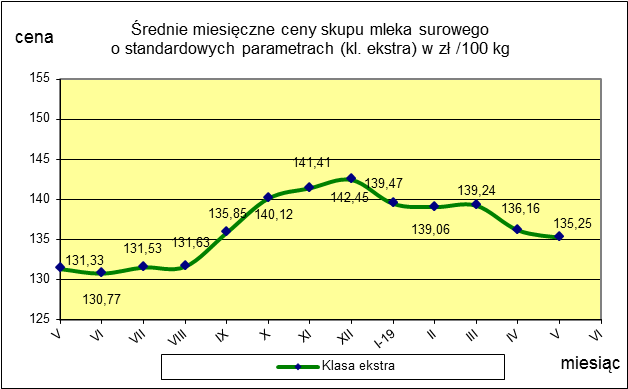 Średnie miesięczne ceny skupu mleka surowego
o standardowych parametrach (kl. ekstra) w zł /100 kg
cena
155
150
145
140
135
130
125
131,33
130,77
131,53
131,63
135,85
140,12
141,41
142,45
139,47
139,06
139,24
136,16
135,25
V
VI
VII
VIII
IX
X
XI
XII
I-19
II
III
IV
V
VI
Klasa ekstra
miesiąc